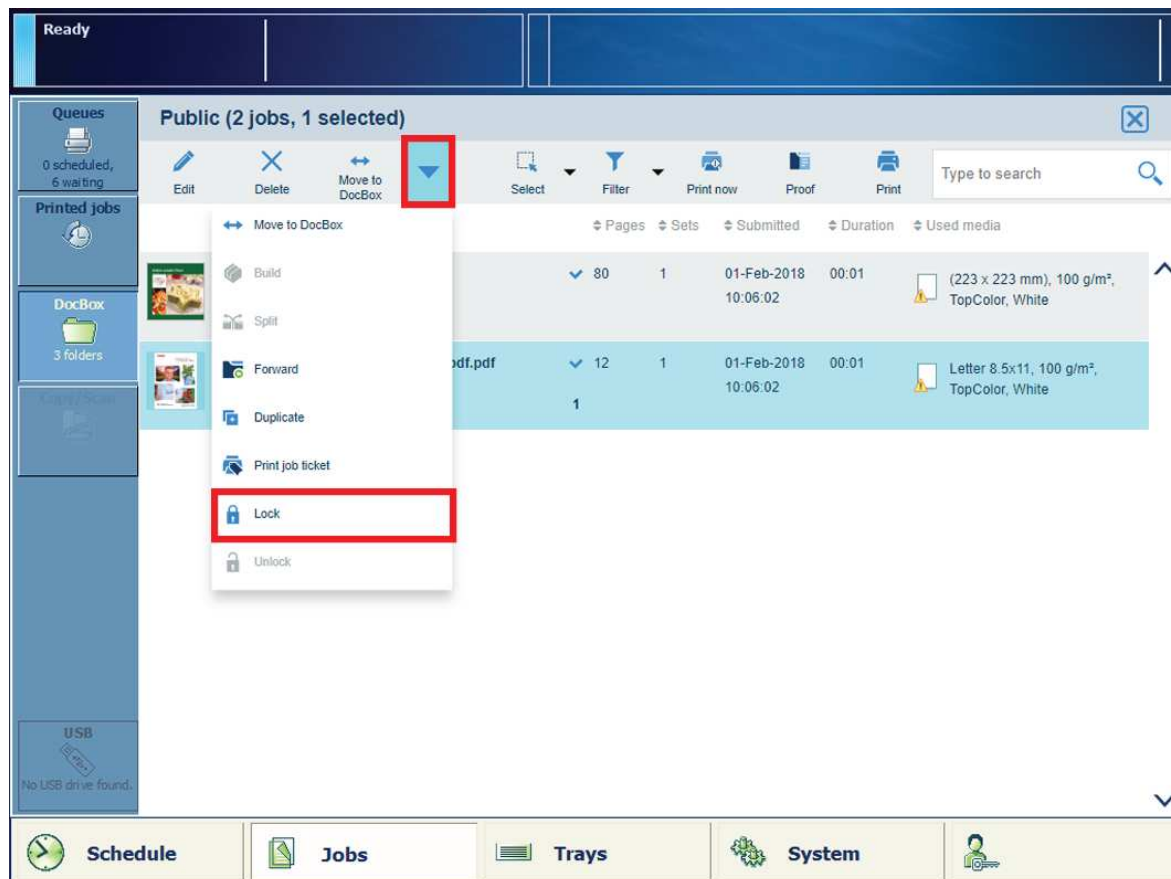 Ready
Queues
0 scheduled,
6 waiting
Printed jobs
DocBox
3 folders
Copy/Scan
USB
No USB drive found.
Public (2 jobs, 1 selected)
Edit
Delete
Move to
DocBox
Select
Filter
Print now
Proof
Print
Type to search
Pages
Sets
Submitted
Duration
Used media
Move to DocBox
Build
Split
Forward
Duplicate
Print job ticket
Lock
Unlock
80
1
01-Feb-2018
10:06:02
00:01
(223 x 223 mm), 100 g/m²,
TopColor, White
pdf.pdf
12
1
1
01-Feb-2018
10:06:02
00:01
Letter 8.5x11, 100 g/m²,
TopColor, White
Schedule
Jobs
Trays
System